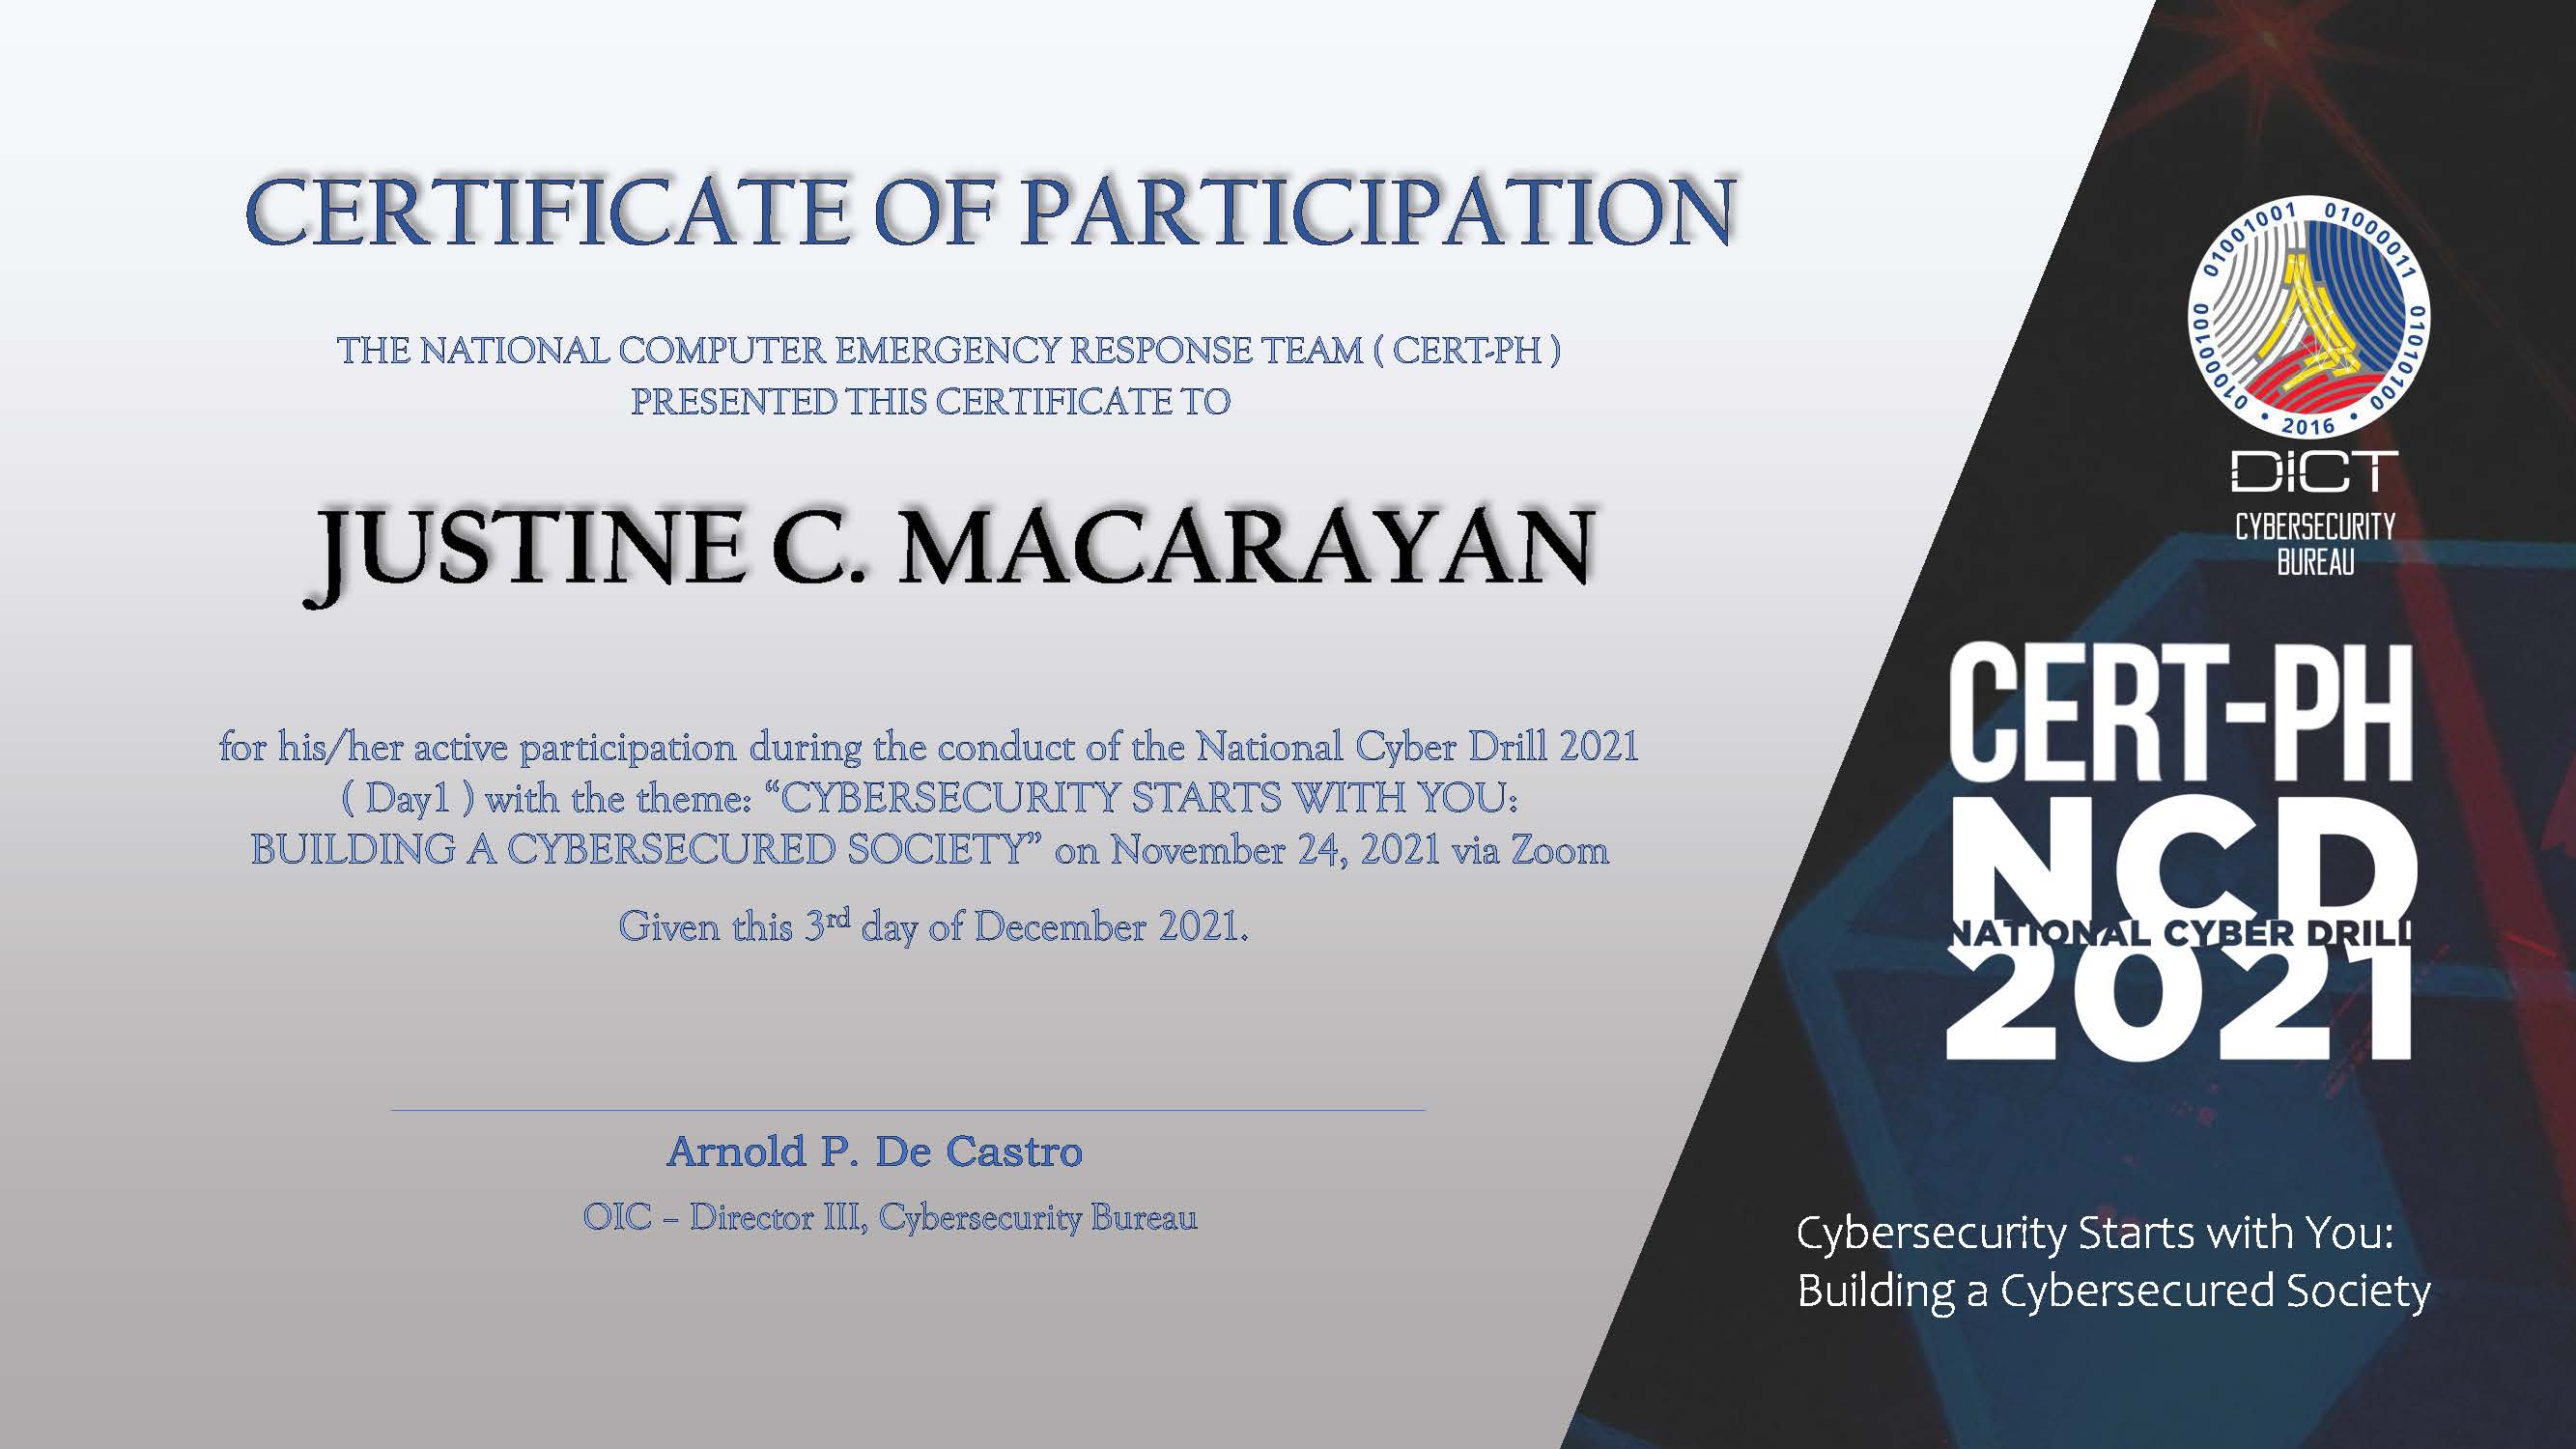 CERTIFICATE OF PARTICIPATION
THE NATIONAL COMPUTER EMERGENCY RESPONSE TEAM ( CERT-PH )
PRESENTED THIS CERTIFICATE TO
JUSTINE C. MACARAYAN
for his/her active participation during the conduct of the National Cyber Drill 2021
( Day1 ) with the theme: “CYBERSECURITY STARTS WITH YOU:
BUILDING A CYBERSECURED SOCIETY” on November 24, 2021 via Zoom
Given this 3rd day of December 2021.
Arnold P. De Castro
OIC – Director III, Cybersecurity Bureau
01000100 01001001 01000011 01010100
• 2016 •
DICT
CYBERSECURITY
BUREAU
CERT-PH
NCD
NATIONAL CYBER DRILL
2021
Cybersecurity Starts with You:
Building a Cybersecured Society